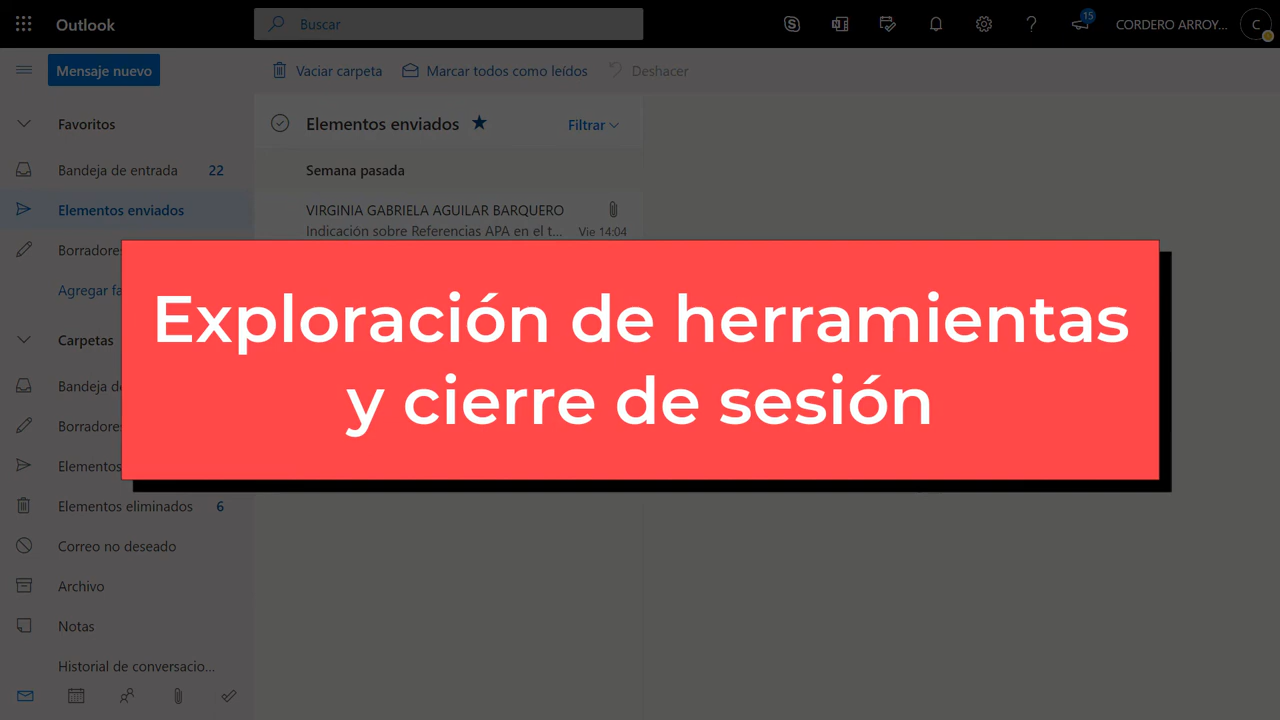 Outlook
Buscar
15
CORDERO ARROY...
C
Mensaje nuevo
Vaciar carpeta
Marcar todos como leídos
Deshacer
Favoritos
Elementos enviados
Filtrar
Bandeja de entrada 22
Semana pasada
Elementos enviados
VIRGINIA GABRIELA AGUILAR BARQUERO
Indicación sobre Referencias APA en el t...
Vie 14:04
Borradores
Agregar fa
Exploración de herramientas
y cierre de sesión
Carpetas
Bandeja de
Borradores
Elementos
Elementos eliminados 6
Correo no deseado
Archivo
Notas
Historial de conversacio...